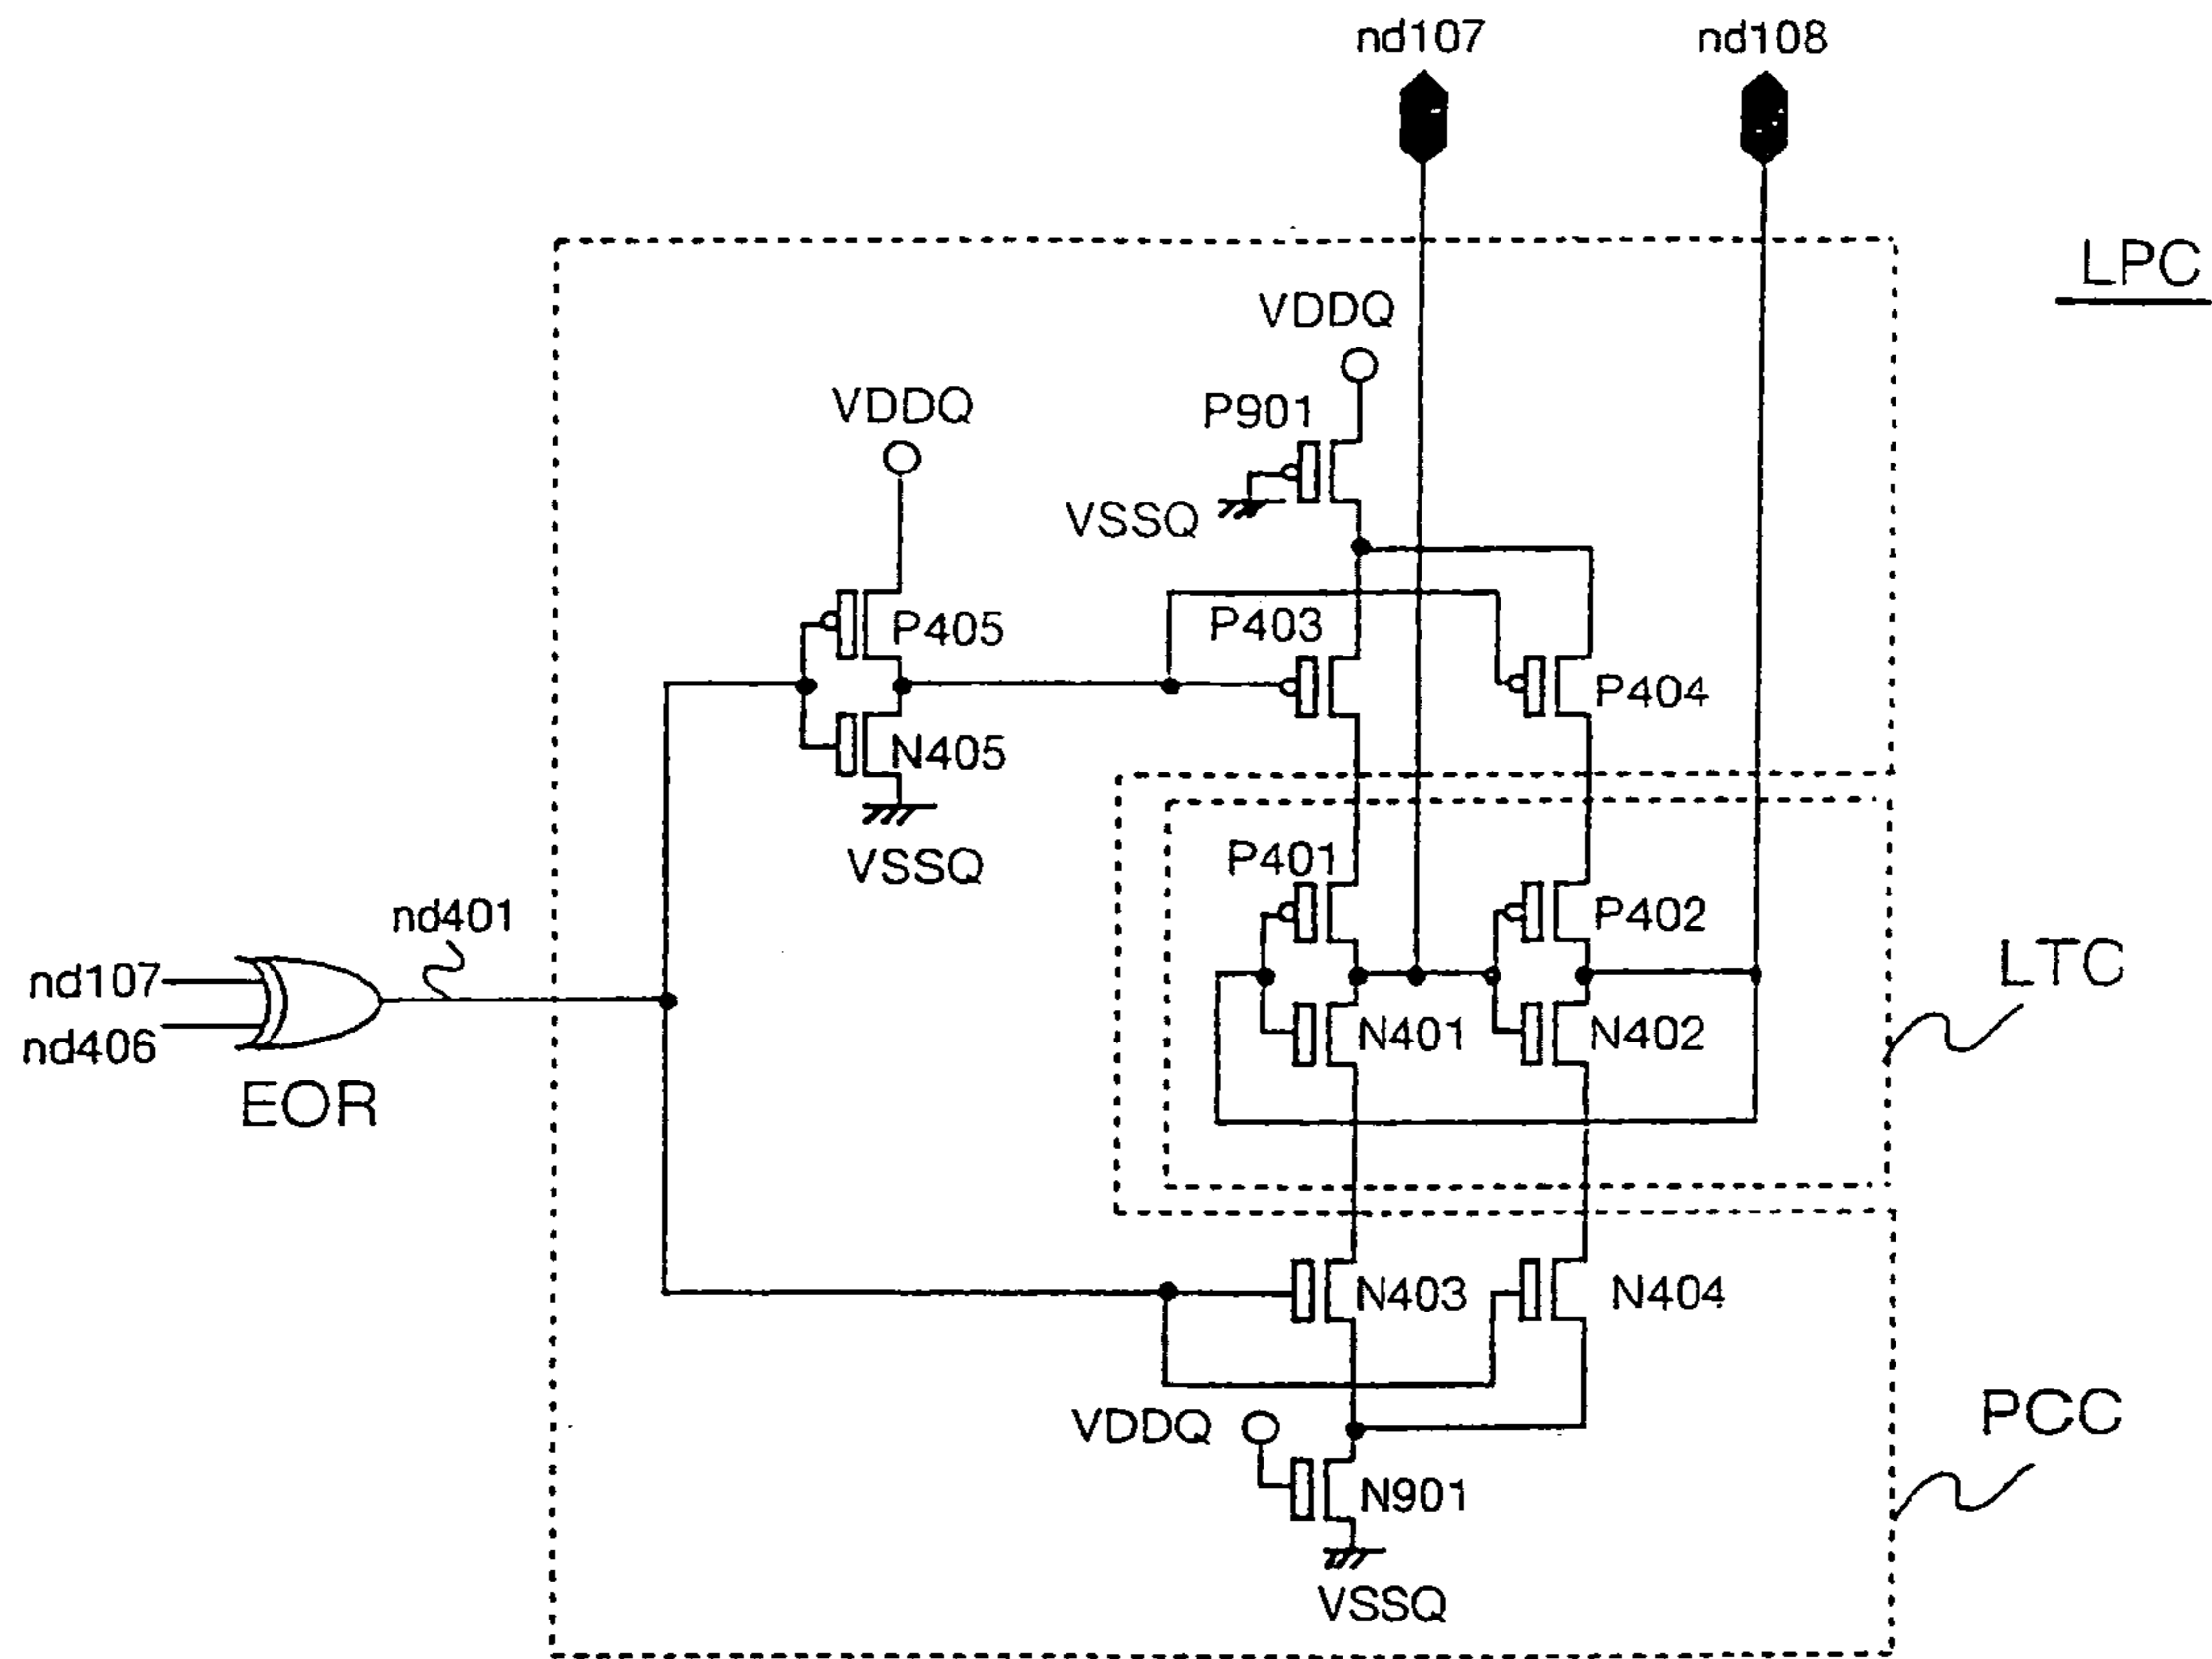 nd107
nd108
LPC
VDDQ
VDDQ
P901
VSSQ
P405
P403
P404
N405
VSSQ
P401
P402
nd401
LTC
nd107
N401
N402
nd406
EOR
N403
N404
PCC
VDDQ
N901
VSSQ